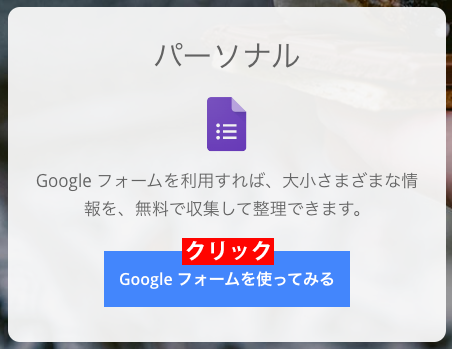 パーソナル
Google フォームを利用すれば、大小さまざまな情
報を、無料で収集して整理できます。
クリック
Google フォームを使ってみる